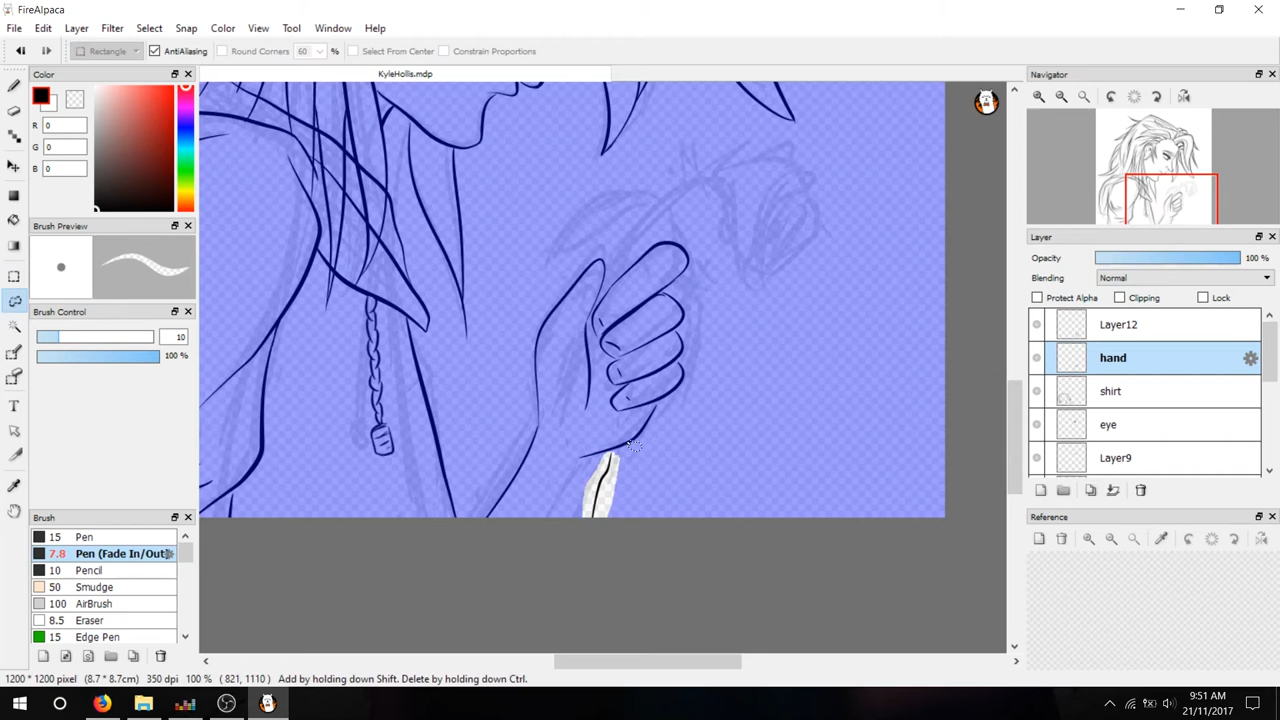 FireAlpaca
File Edit Layer Filter Select Snap Color View Tool Window Help
Rectangle AntiAliasing Round Corners 60 % Select From Center Constrain Proportions
Color
KyleHollis.mdp
Navigator
R 0
G 0
B 0
Brush Preview
Layer
Opacity 100 %
Blending Normal
Protect Alpha Clipping Lock
Brush Control
10
100 %
Layer12
hand
shirt
eye
Layer9
Brush
15 Pen
7.8 Pen (Fade In/Out
10 Pencil
50 Smudge
100 AirBrush
8.5 Eraser
15 Edge Pen
Reference
1200 * 1200 pixel (8.7 * 8.7cm) 350 dpi 100 % ( 821, 1110 ) Add by holding down Shift. Delete by holding down Ctrl.
9:51 AM
21/11/2017